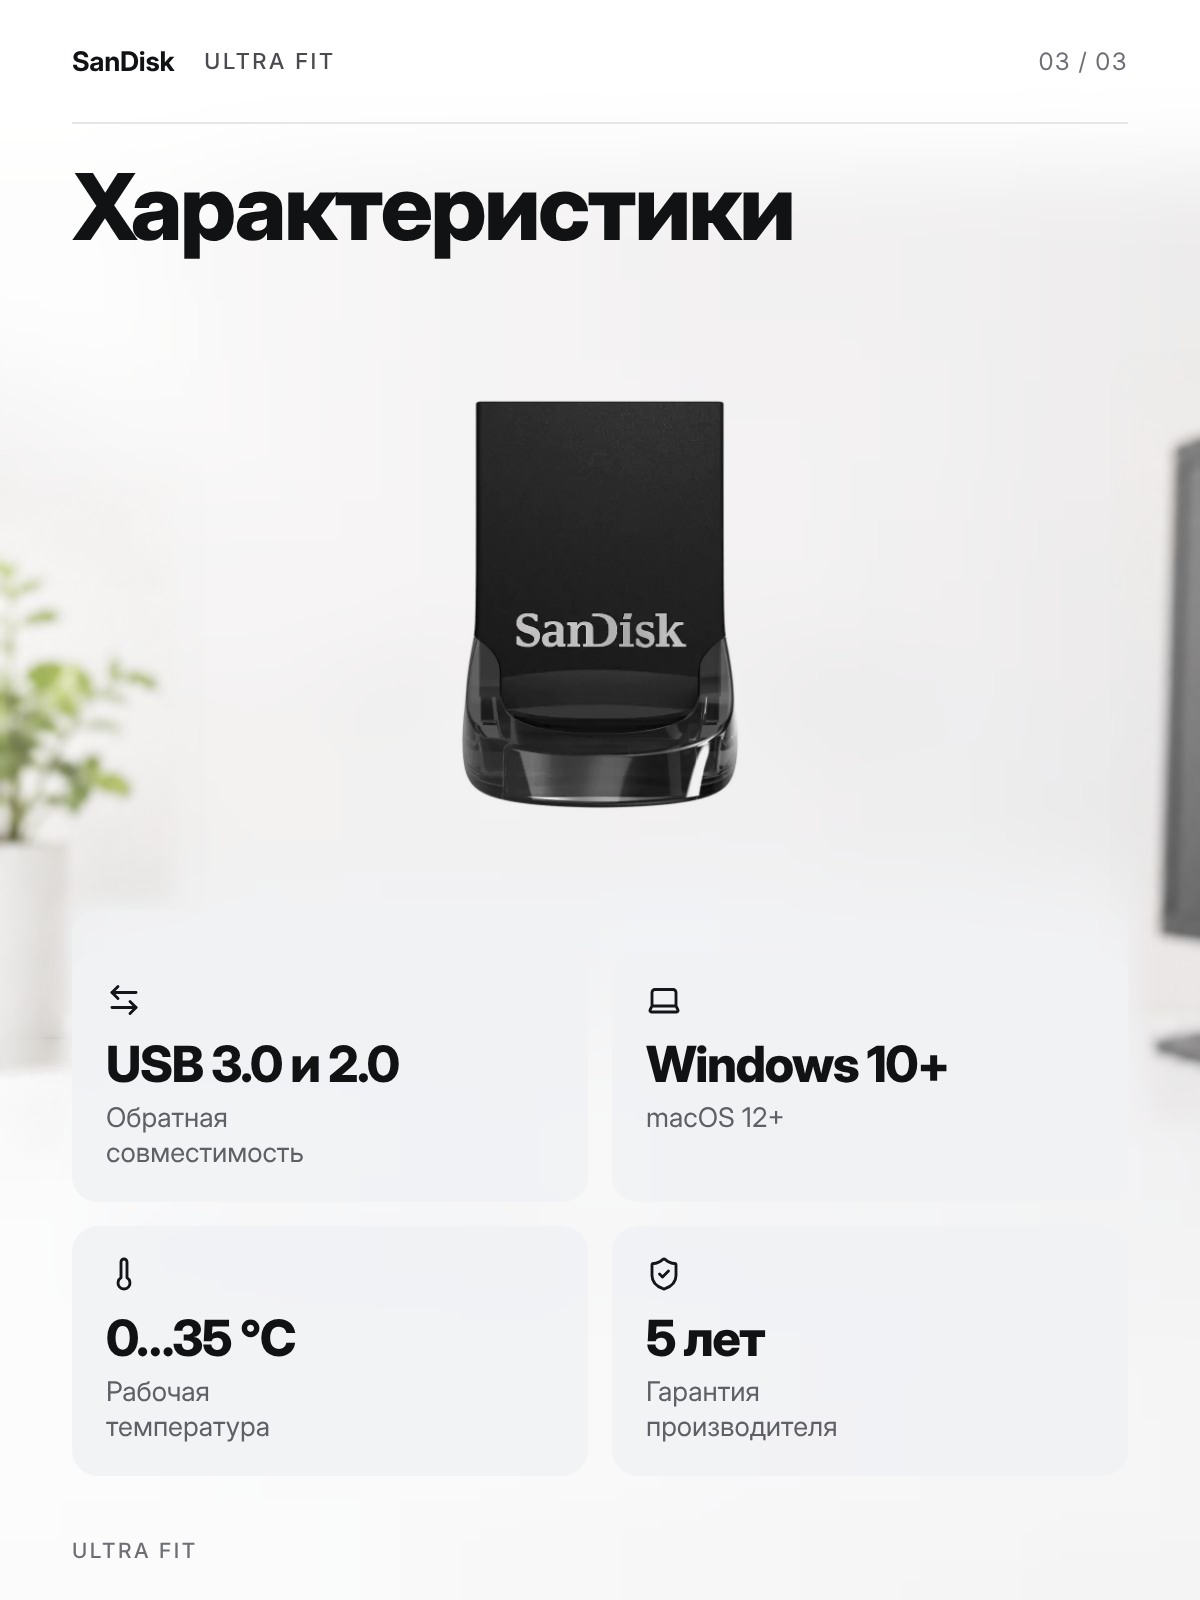 SanDisk ULTRA FIT 03 / 03
Характеристики
SanDisk
USB 3.0 и 2.0
Обратная
совместимость
Windows 10+
macOS 12+
0...35 °C
Рабочая
температура
5 лет
Гарантия
производителя
ULTRA FIT